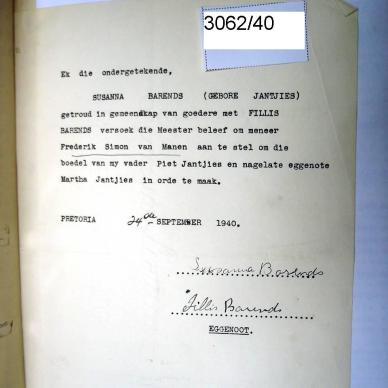 3062/40
Ek die ondergetekende,
SUSANNA BARENDS (GEBORE JANTJIES)
getroud in gemeenskap van goedere met FILLIS
BARENDS versoek die Meester beleef om meneer
Frederik Simon van Manen aan te stel om die
boedel van my vader Piet Jantjies en nagelate eggenote
Martha Jantjies in orde te maak.
PRETORIA 24ste SEPTEMBER 1940.
Susanna Barends
Fillis Barends
EGGENOOT.